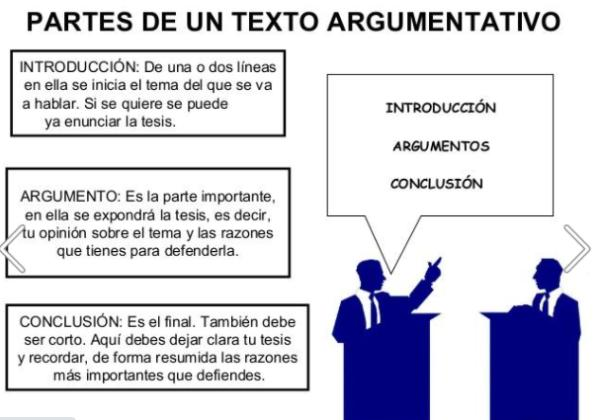 PARTES DE UN TEXTO ARGUMENTATIVO
INTRODUCCIÓN: De una o dos líneas
en ella se inicia el tema del que se va
a hablar. Si se quiere se puede
ya enunciar la tesis.
ARGUMENTO: Es la parte importante,
en ella se expondrá la tesis, es decir,
tu opinión sobre el tema y las razones
que tienes para defenderla.
CONCLUSIÓN: Es el final. También debe
ser corto. Aquí debes dejar clara tu tesis
y recordar, de forma resumida las razones
más importantes que defiendes.
INTRODUCCIÓN
ARGUMENTOS
CONCLUSIÓN